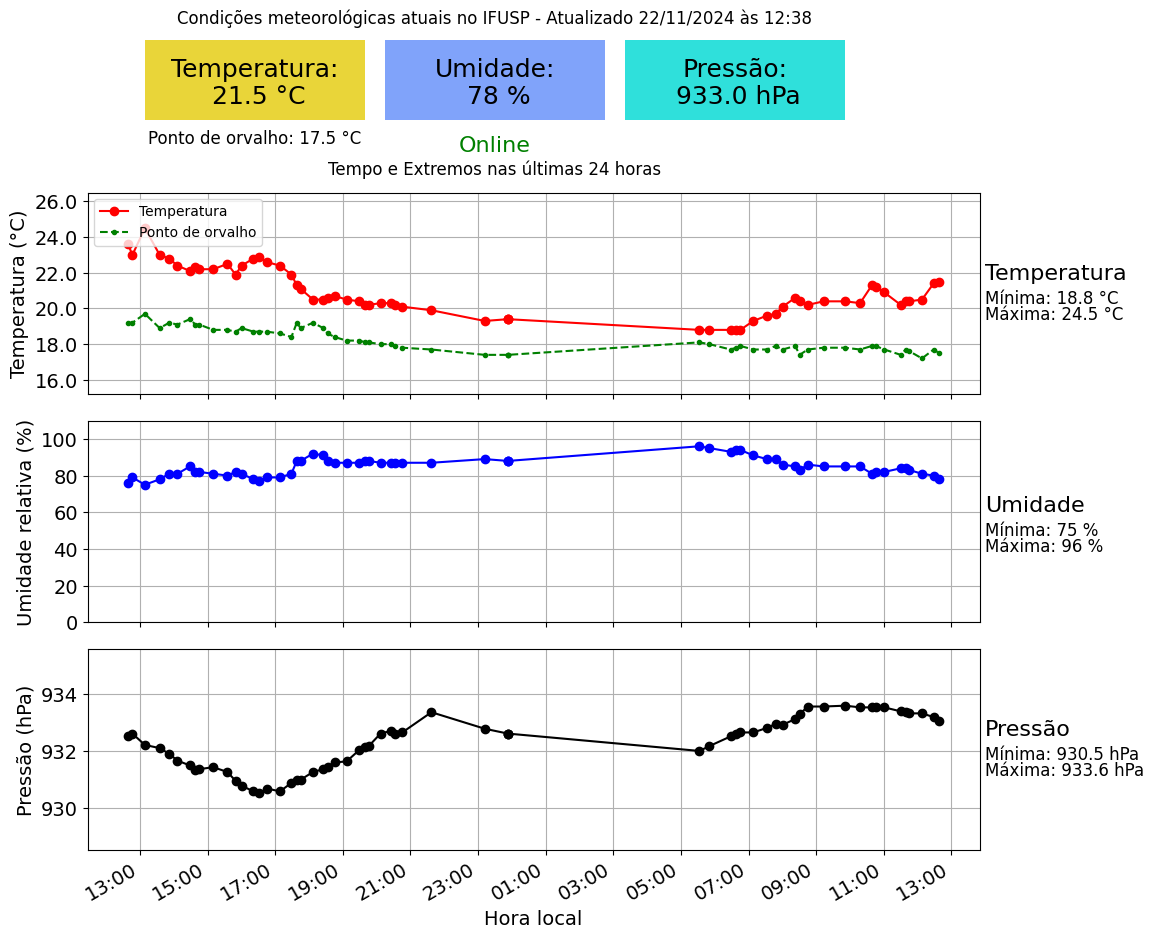 Condições meteorológicas atuais no IFUSP - Atualizado 22/11/2024 às 12:38
Temperatura:
21.5 °C
Umidade:
78 %
Pressão:
933.0 hPa
Ponto de orvalho: 17.5 °C
Online
Tempo e Extremos nas últimas 24 horas
Temperatura (°C)
26.0
24.0
22.0
20.0
18.0
16.0
Temperatura
Ponto de orvalho
Temperatura
Mínima: 18.8 °C
Máxima: 24.5 °C
Umidade relativa (%)
100
80
60
40
20
0
Umidade
Mínima: 75 %
Máxima: 96 %
Pressão (hPa)
934
932
930
Pressão
Mínima: 930.5 hPa
Máxima: 933.6 hPa
13:00 15:00 17:00 19:00 21:00 23:00 01:00 03:00 05:00 07:00 09:00 11:00 13:00
Hora local